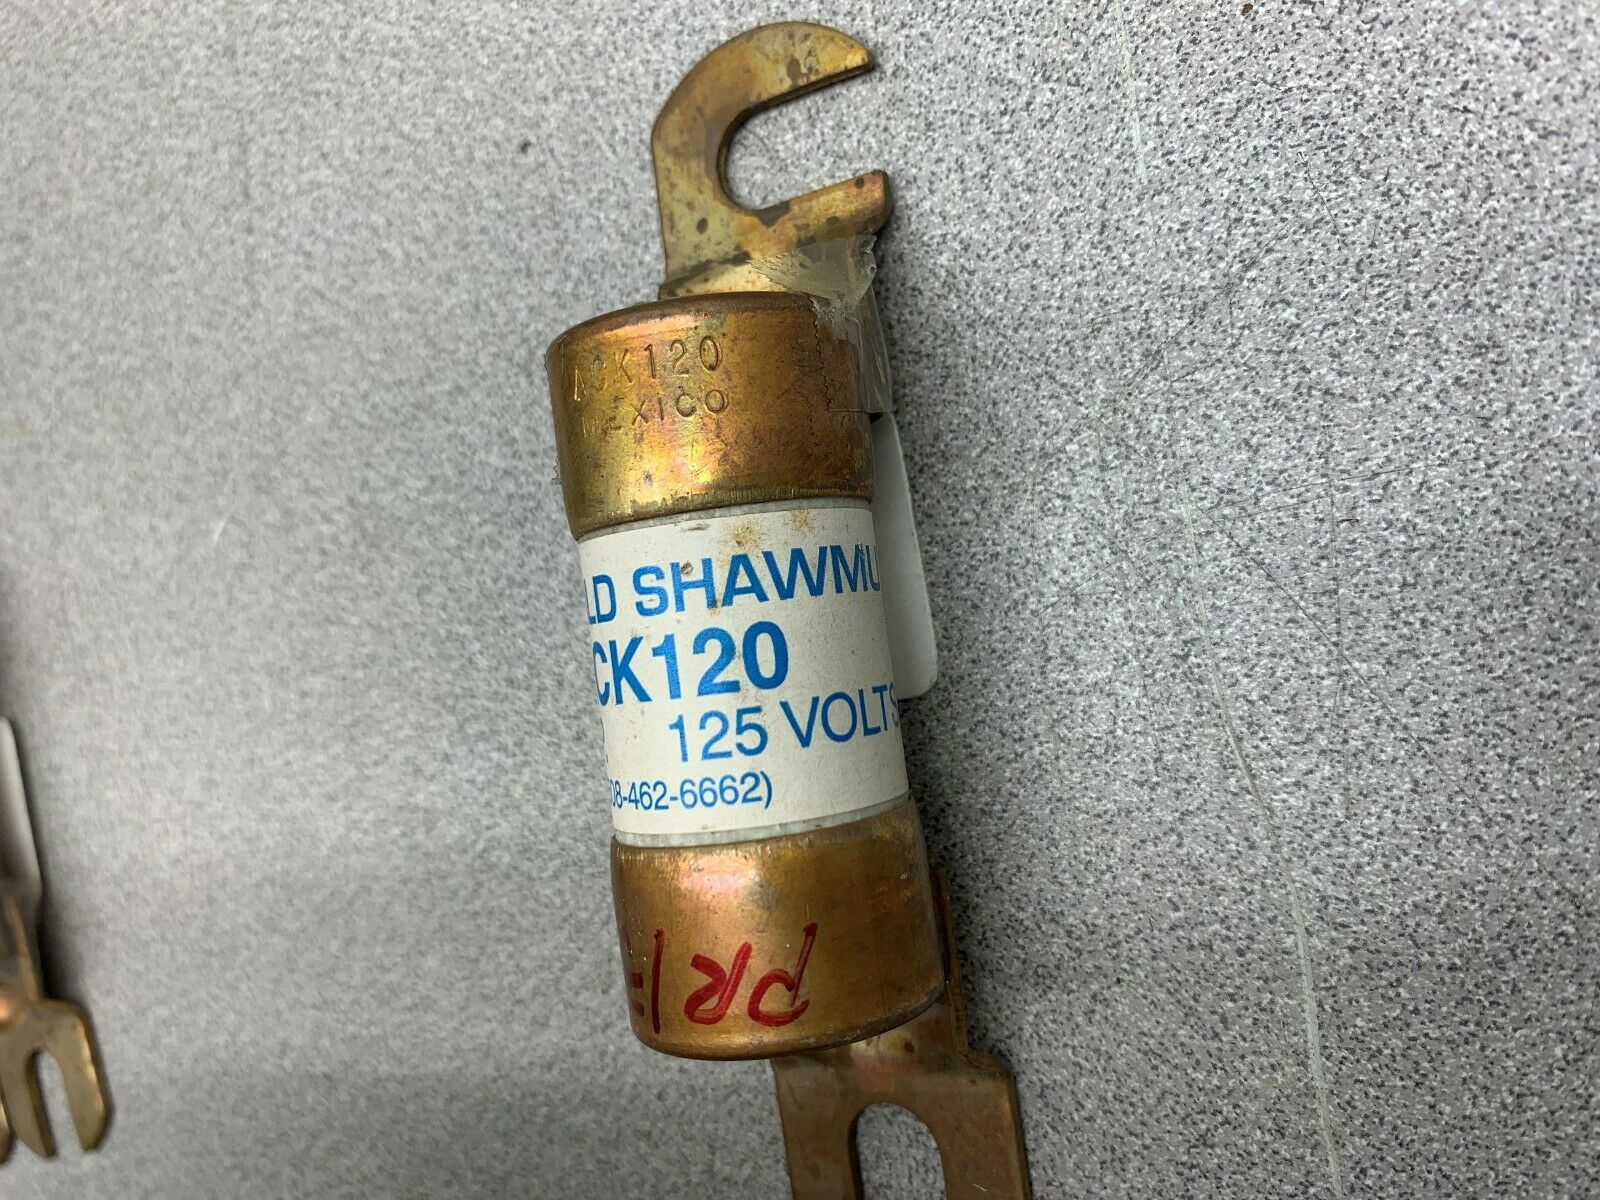 ACK120
MEXICO
LD SHAWMU
CK120
125 VOLTS
08-462-6662)
PR